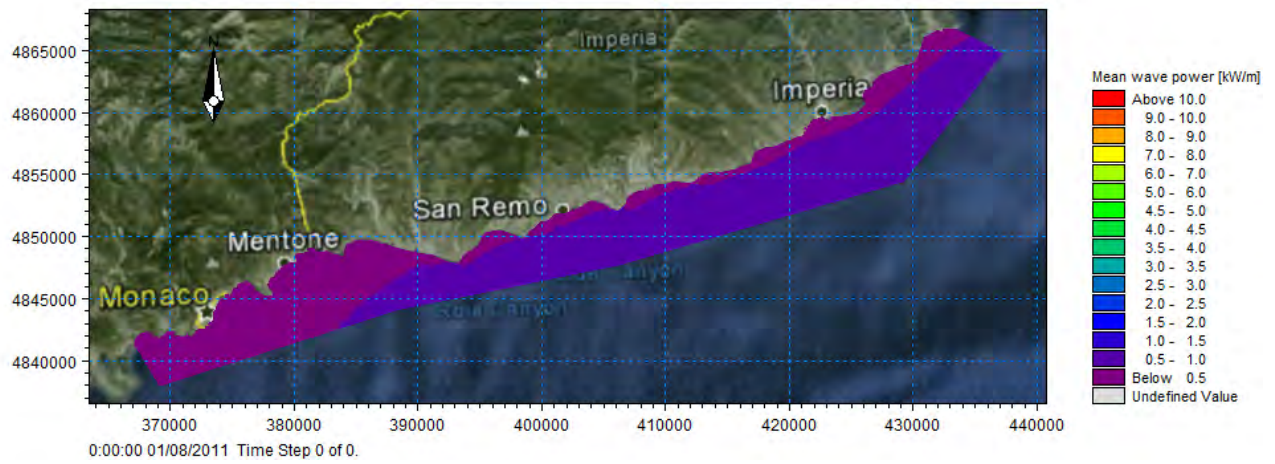 4865000
4860000
4855000
4850000
4845000
4840000
370000 380000 390000 400000 410000 420000 430000 440000
N
Imperia
Imperia
San Remo
Mentone
Monaco
Canyon
Canyon
0:00:00 01/08/2011 Time Step 0 of 0.
Mean wave power [kW/m]
Above 10.0
9.0 - 10.0
8.0 - 9.0
7.0 - 8.0
6.0 - 7.0
5.0 - 6.0
4.5 - 5.0
4.0 - 4.5
3.5 - 4.0
3.0 - 3.5
2.5 - 3.0
2.0 - 2.5
1.5 - 2.0
1.0 - 1.5
0.5 - 1.0
Below 0.5
Undefined Value